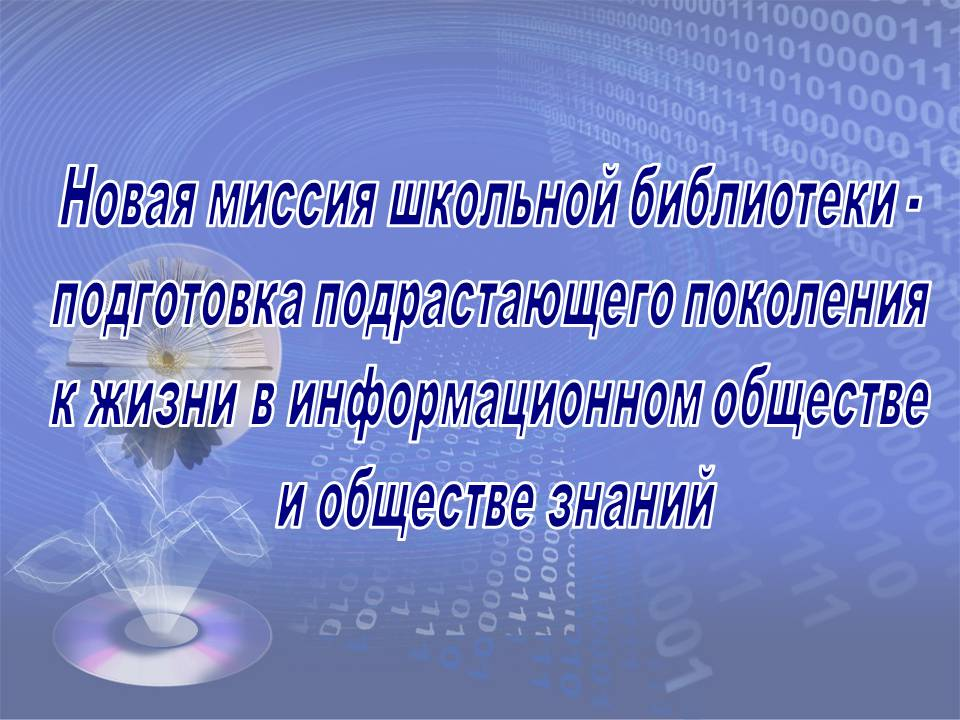 Новая миссия школьной библиотеки -
подготовка подрастающего поколения
к жизни в информационном обществе
и обществе знаний